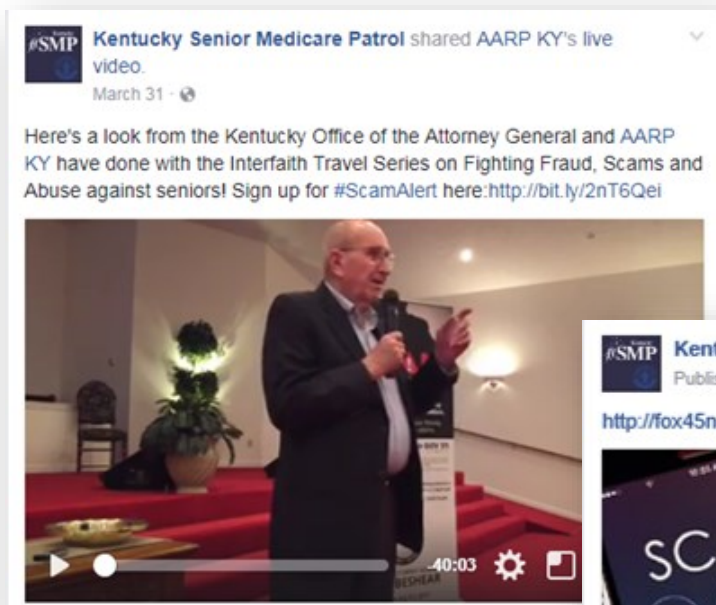 #SMP
Kentucky Senior Medicare Patrol shared AARP KY's live
video.
March 31 ·
Here's a look from the Kentucky Office of the Attorney General and AARP
KY have done with the Interfaith Travel Series on Fighting Fraud, Scams and
Abuse against seniors! Sign up for #ScamAlert here:http://bit.ly/2nT6Qei
-40:03
BESHEAR
#SMP
Kent
Publis
http://fox45n
SC